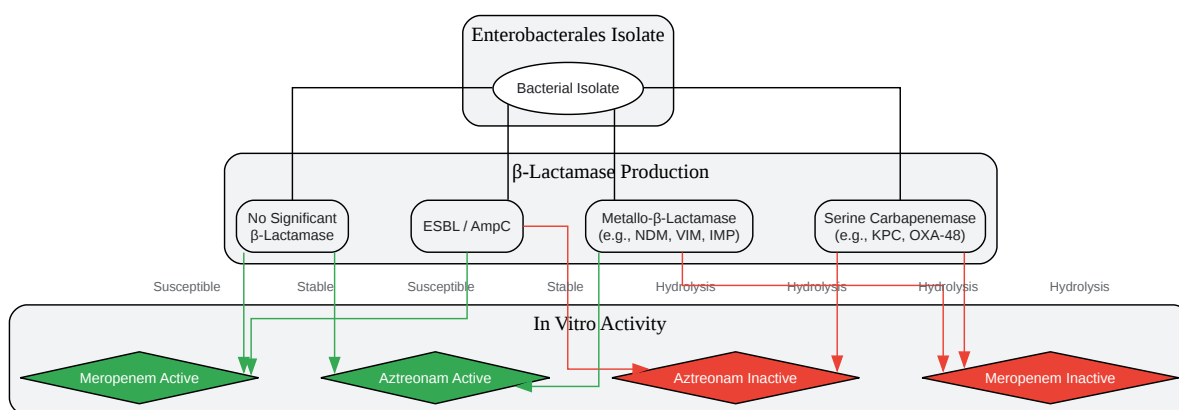 Enterobacterales Isolate
Bacterial Isolate
β-Lactamase Production
No Significant
β-Lactamase
ESBL / AmpC
Metallo-β-Lactamase
(e.g., NDM, VIM, IMP)
Serine Carbapenemase
(e.g., KPC, OXA-48)
Susceptible
Stable
Susceptible
Stable
Hydrolysis
Hydrolysis
Hydrolysis
Hydrolysis
In Vitro Activity
Meropenem Active
Aztreonam Active
Aztreonam Inactive
Meropenem Inactive